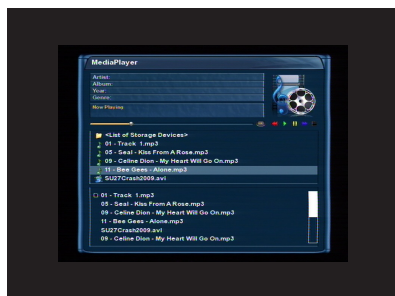 MediaPlayer
Artist:
Album:
Year:
Genre:
Now Playing
<List of Storage Devices>
01 - Track 1.mp3
05 - Seal - Kiss From A Rose.mp3
09 - Celine Dion - My Heart Will Go On.mp3
11 - Bee Gees - Alone.mp3
SU27Crash2009.avi
01 - Track 1.mp3
05 - Seal - Kiss From A Rose.mp3
09 - Celine Dion - My Heart Will Go On.mp3
11 - Bee Gees - Alone.mp3
SU27Crash2009.avi
09 - Celine Dion - My Heart Will Go On.mp3